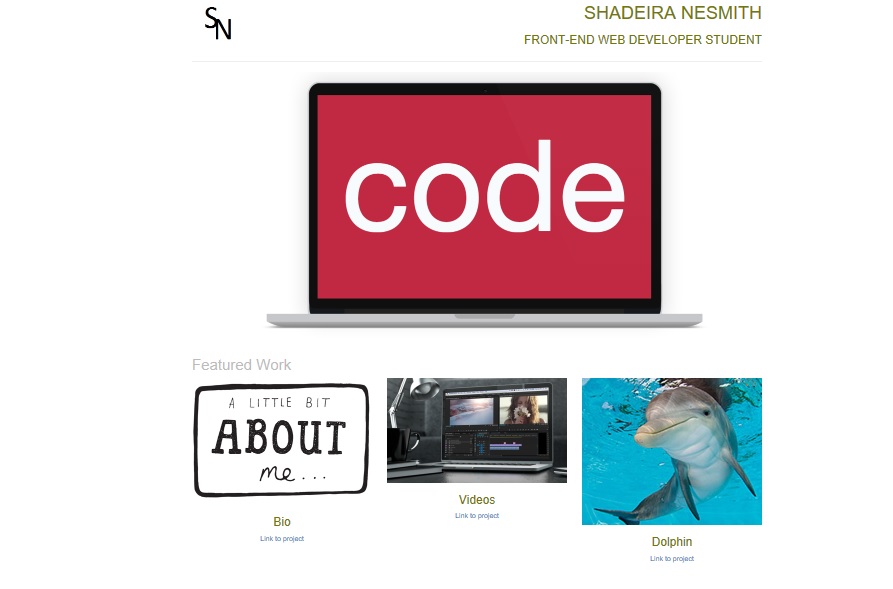 SN
SHADEIRA NESMITH
FRONT-END WEB DEVELOPER STUDENT
code
Featured Work
A LITTLE BIT
ABOUT
me...
Bio
Link to project
Videos
Link to project
Dolphin
Link to project